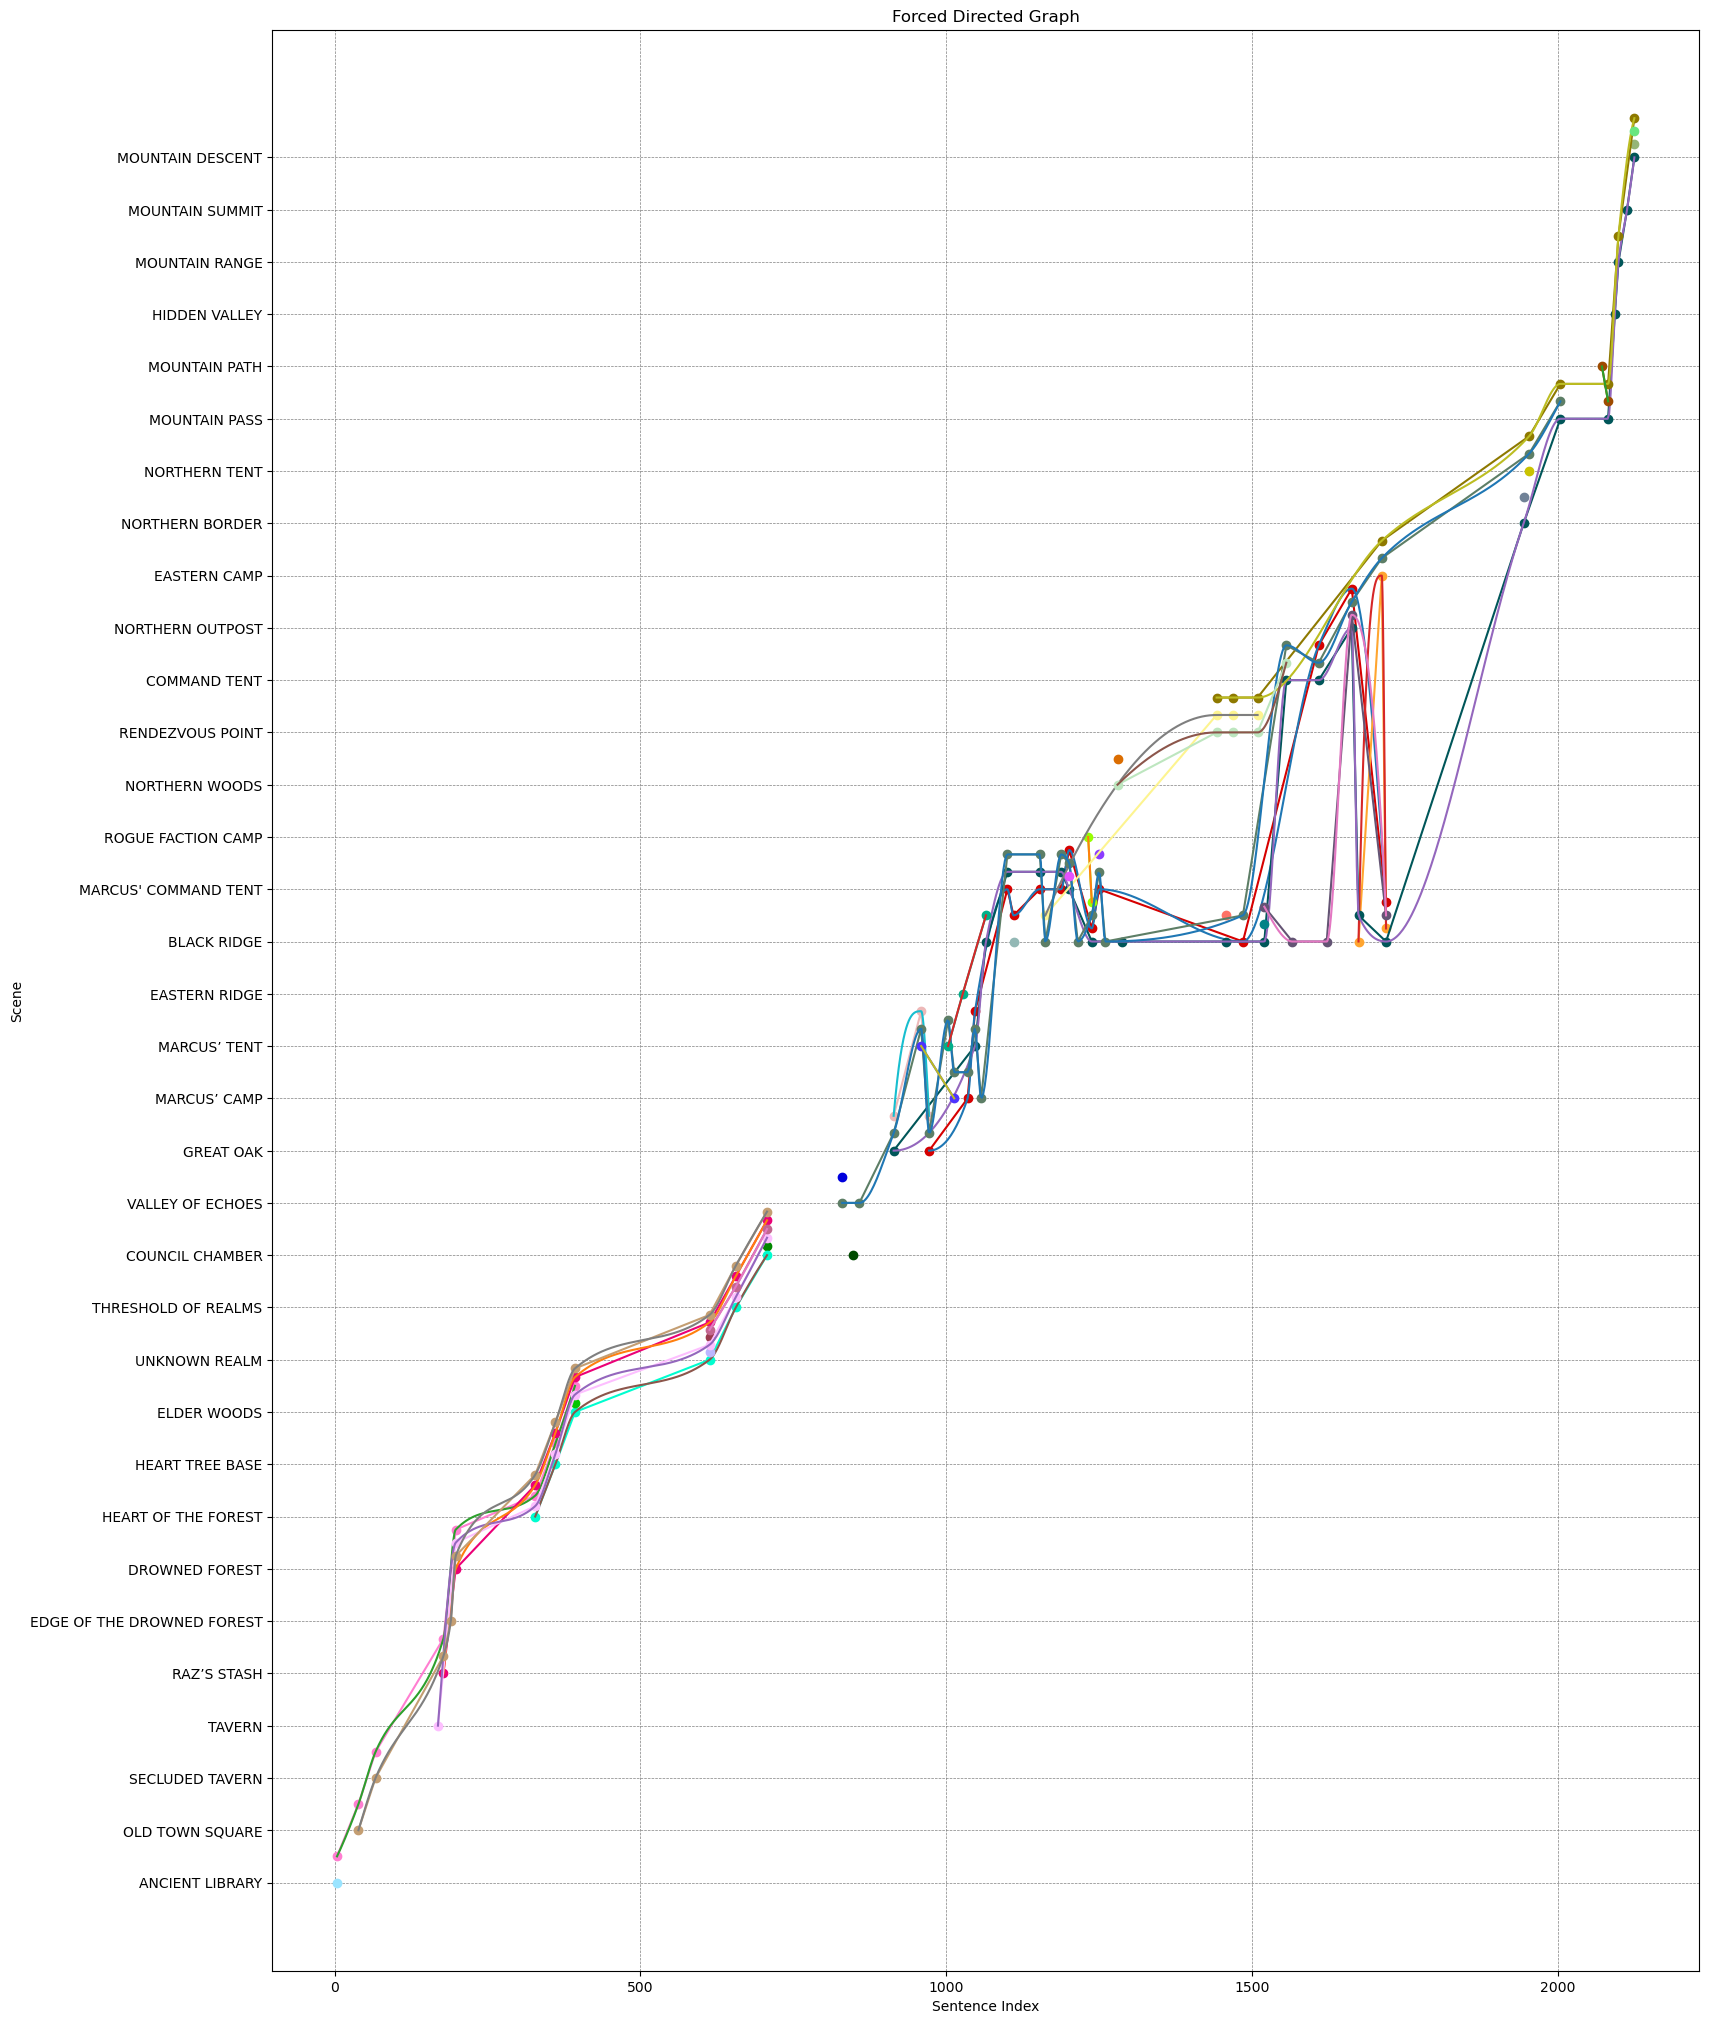 Forced Directed Graph
MOUNTAIN DESCENT
MOUNTAIN SUMMIT
MOUNTAIN RANGE
HIDDEN VALLEY
MOUNTAIN PATH
MOUNTAIN PASS
NORTHERN TENT
NORTHERN BORDER
EASTERN CAMP
NORTHERN OUTPOST
COMMAND TENT
RENDEZVOUS POINT
NORTHERN WOODS
ROGUE FACTION CAMP
MARCUS' COMMAND TENT
BLACK RIDGE
EASTERN RIDGE
MARCUS’ TENT
MARCUS’ CAMP
GREAT OAK
VALLEY OF ECHOES
COUNCIL CHAMBER
THRESHOLD OF REALMS
UNKNOWN REALM
ELDER WOODS
HEART TREE BASE
HEART OF THE FOREST
DROWNED FOREST
EDGE OF THE DROWNED FOREST
RAZ’S STASH
TAVERN
SECLUDED TAVERN
OLD TOWN SQUARE
ANCIENT LIBRARY
Scene
0 500 1000 1500 2000
Sentence Index